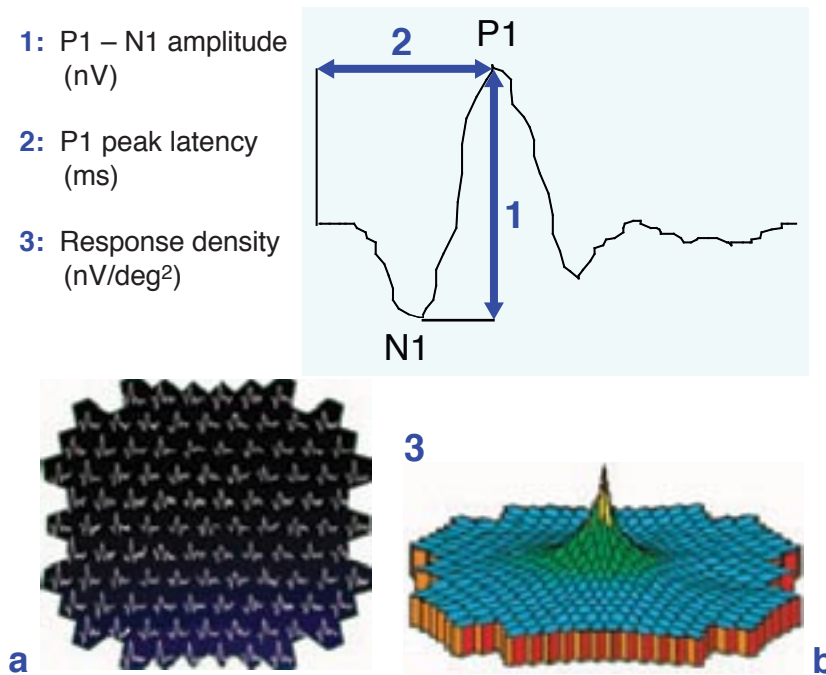 1: P1 – N1 amplitude
(nV)
2: P1 peak latency
(ms)
3: Response density
(nV/deg²)
P1
2
1
N1
3
a
b